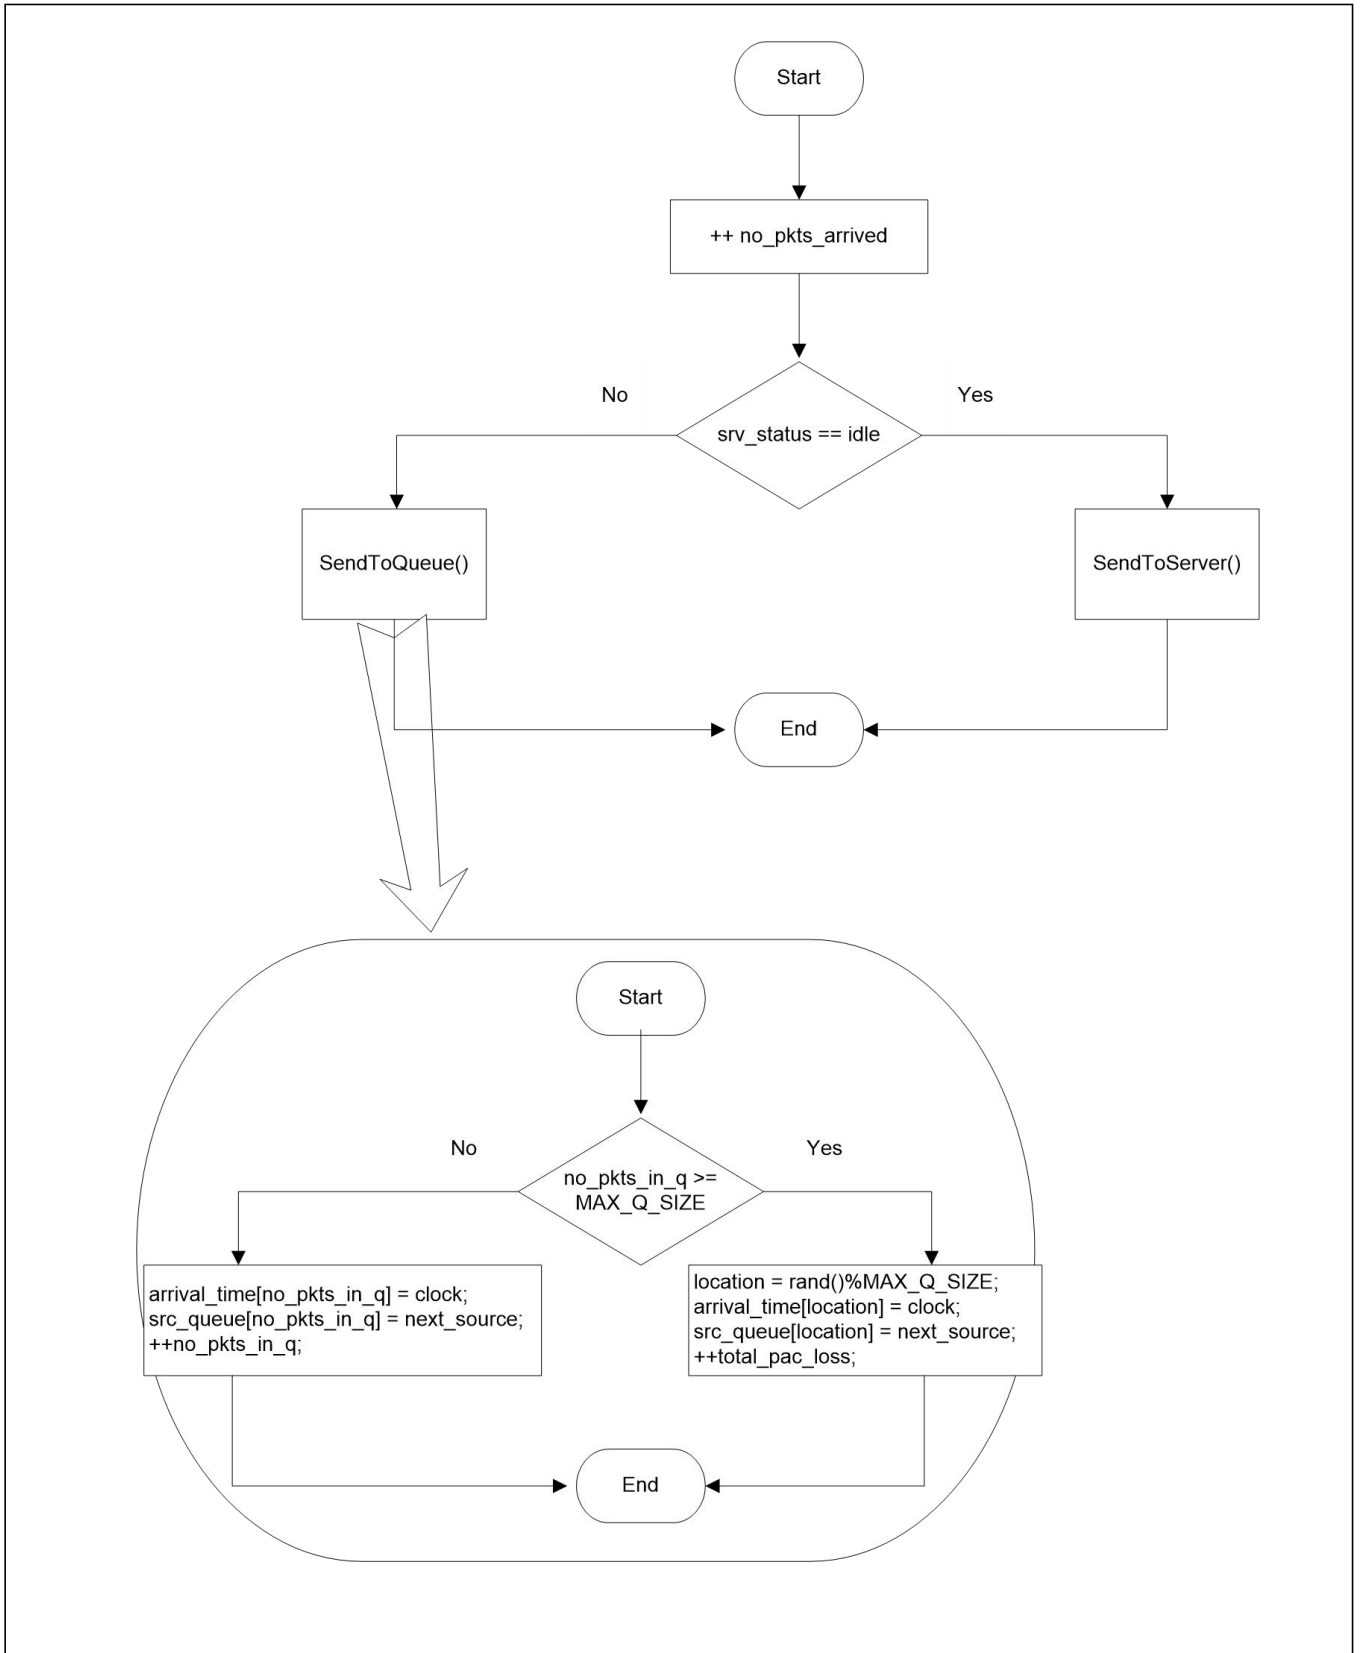 Start
++ no_pkts_arrived
No
Yes
srv_status == idle
SendToQueue()
SendToServer()
End
Start
No
Yes
no_pkts_in_q >=
MAX_Q_SIZE
arrival_time[no_pkts_in_q] = clock;
src_queue[no_pkts_in_q] = next_source;
++no_pkts_in_q;
location = rand()%MAX_Q_SIZE;
arrival_time[location] = clock;
src_queue[location] = next_source;
++total_pac_loss;
End